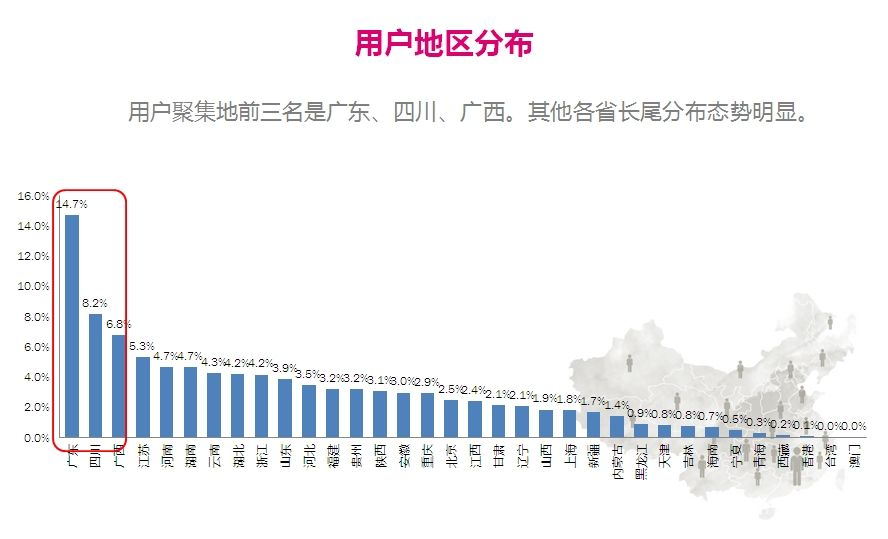 用户地区分布
用户聚集地前三名是广东、四川、广西。其他各省长尾分布态势明显。
16.0%
14.0%
12.0%
10.0%
8.0%
6.0%
4.0%
2.0%
0.0%
14.7% 8.2% 6.8% 5.3% 4.7% 4.7% 4.3% 4.2% 4.2% 3.9% 3.5% 3.2% 3.2% 3.1% 3.0% 2.9% 2.5% 2.4% 2.1% 2.1% 1.9% 1.8% 1.7% 1.4% 0.9% 0.8% 0.8% 0.7% 0.5% 0.3% 0.2% 0.1% 0.0% 0.0%
广东 四川 广西 江苏 河南 湖南 云南 湖北 浙江 山东 河北 福建 贵州 陕西 安徽 重庆 北京 江西 甘肃 辽宁 山西 上海 新疆 内蒙古 黑龙江 天津 吉林 海南 宁夏 青海 西藏 香港 台湾 澳门